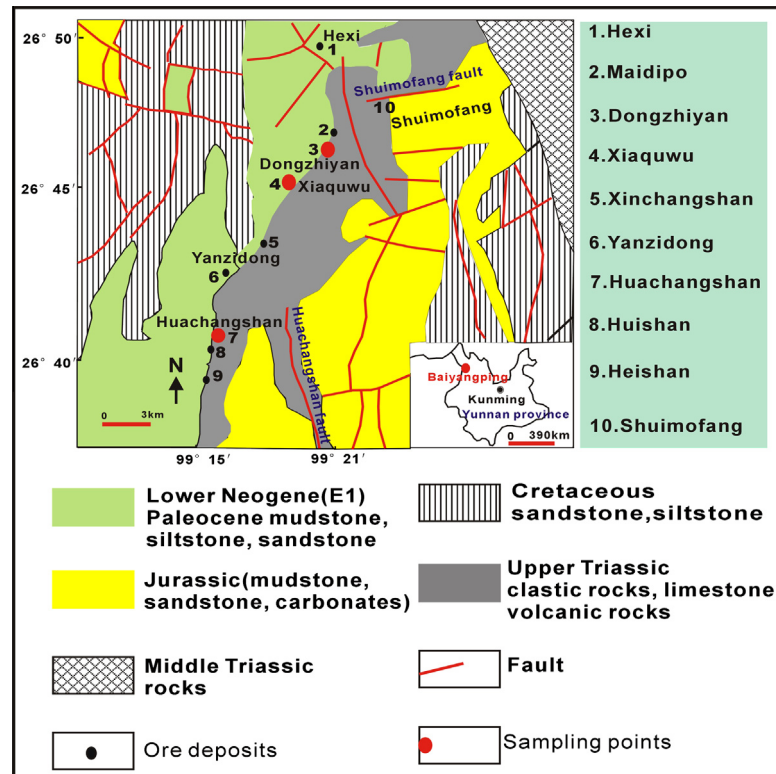 26° 50′
Hexi
1
Shuimofang fault
10
Shuimofang
2
3
Dongzhiyan
26° 45′
4
Xiaquwu
5
Yanzidong
6
Huachangshan
7
8
9
26° 40′
N
0 3km
Huachangshan fault
99° 15′
99° 21′
Baiyangping
Kunming
Yunnan province
0 390km
1.Hexi
2.Maidipo
3.Dongzhiyan
4.Xiaquwu
5.Xinchangshan
6.Yanzidong
7.Huachangshan
8.Huishan
9.Heishan
10.Shuimofang
Lower Neogene(E1)
Paleocene mudstone,
siltstone, sandstone
Cretaceous
sandstone,siltstone
Jurassic(mudstone,
sandstone, carbonates)
Upper Triassic
clastic rocks, limestone
volcanic rocks
Middle Triassic
rocks
Fault
Ore deposits
Sampling points